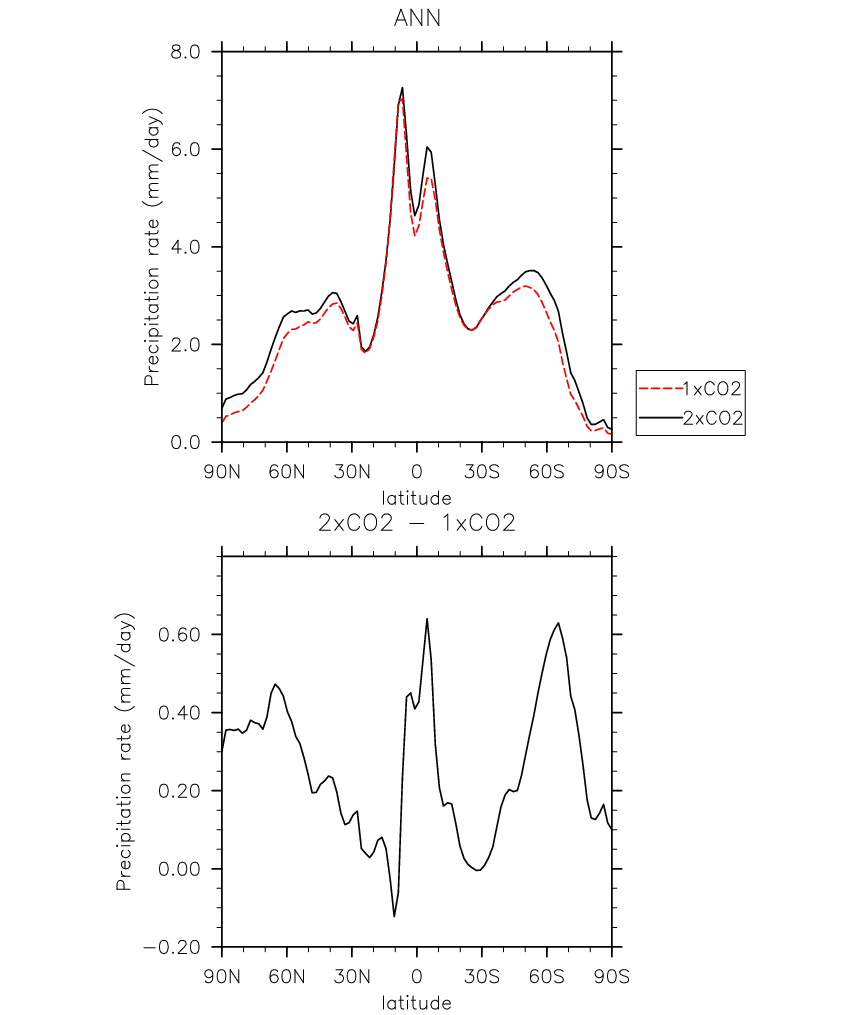 ANN
Precipitation rate (mm/day)
8.0
6.0
4.0
2.0
0.0
90N 60N 30N 0 30S 60S 90S
latitude
1xCO2
2xCO2
2xCO2 − 1xCO2
Precipitation rate (mm/day)
0.60
0.40
0.20
0.00
−0.20
90N 60N 30N 0 30S 60S 90S
latitude